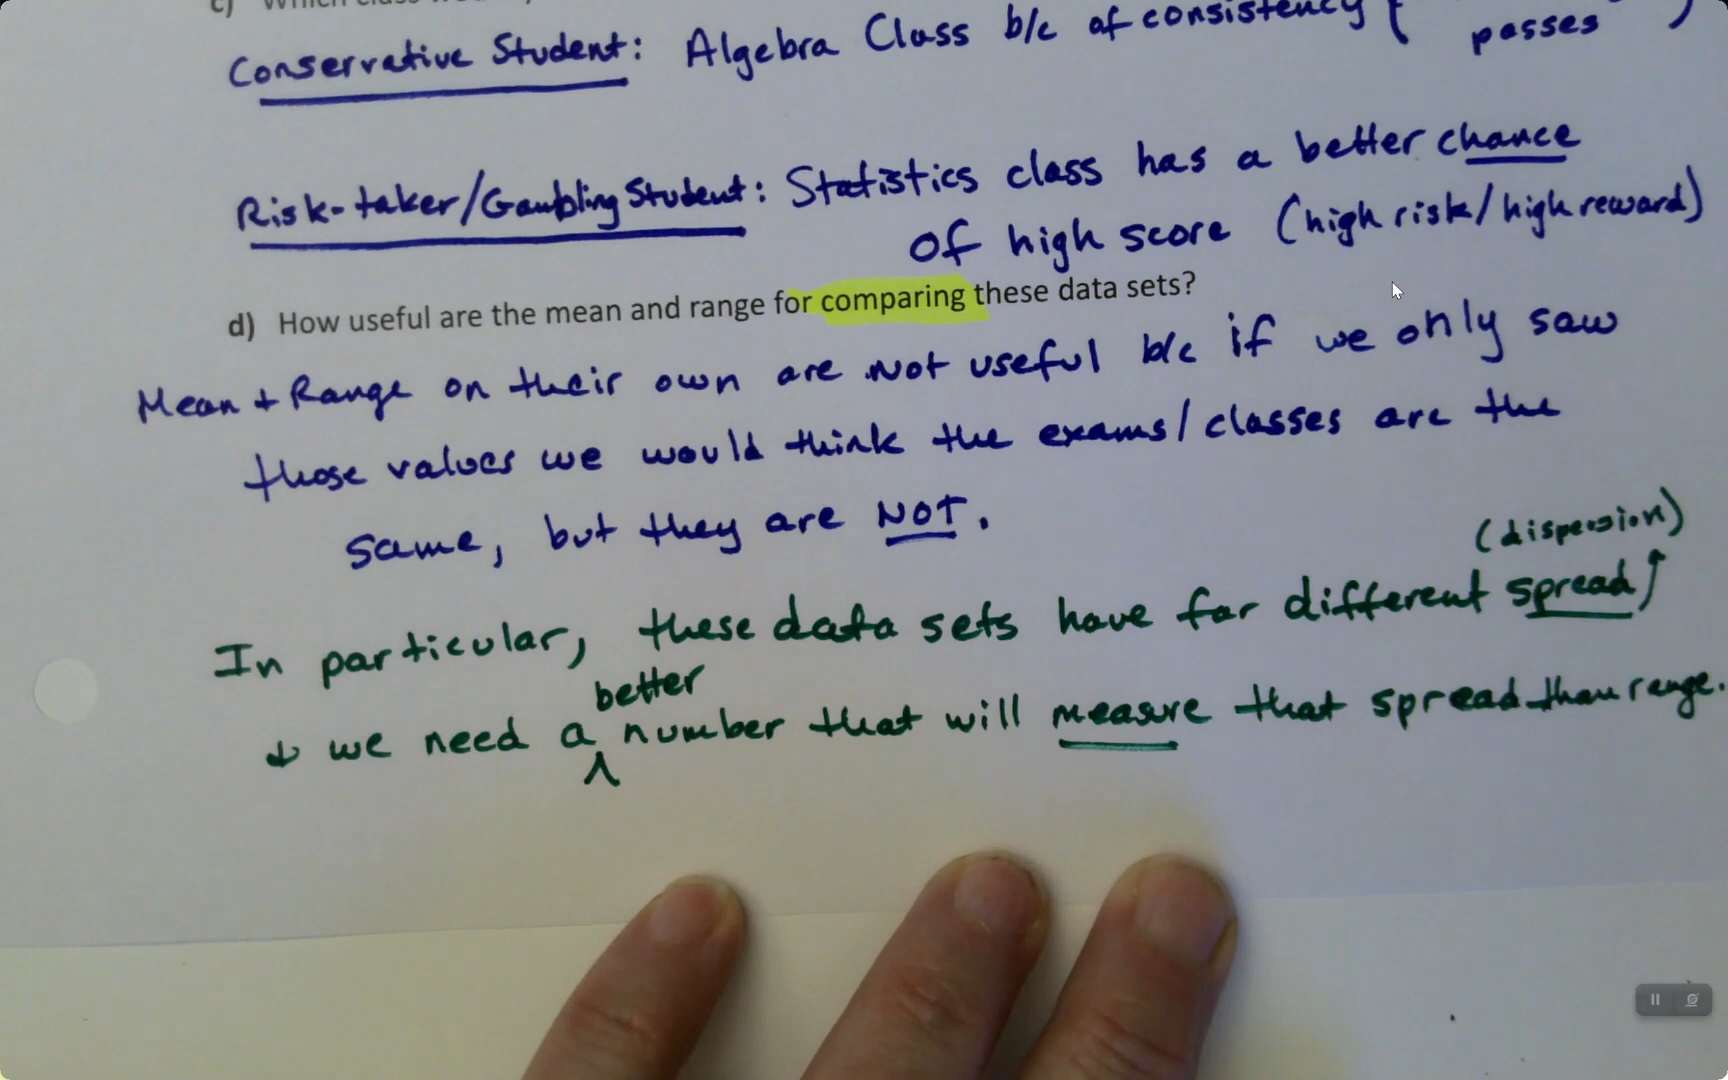 c) Which class
Conservative Student: Algebra Class b/c of consistency (
passes )
Risk-taker/Gambling Student: Statistics class has a better chance
of high score (high risk/high reward)
d) How useful are the mean and range for comparing these data sets?
Mean + Range on their own are Not useful b/c if we only saw
those values we would think the exams/classes are the
same, but they are NOT.
(dispersion)
In particular, these data sets have far different spread
better
+ we need a ^ number that will measure that spread than range.